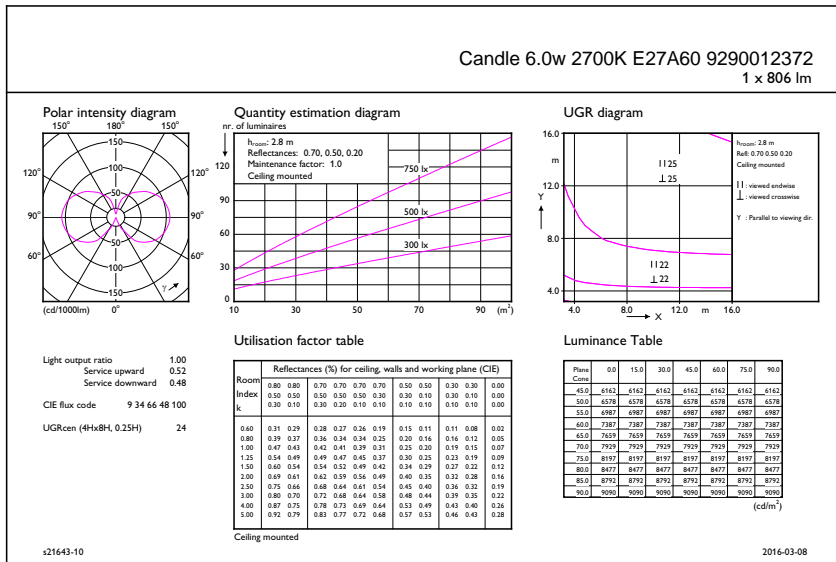 Candle 6.0w 2700K E27A60 9290012372
1 x 806 lm
Polar intensity diagram
150° 180° 150°
120° 120°
90° 90°
60° 60°
150
100
50
50
100
150
(cd/1000lm) 0°
γ
Quantity estimation diagram
nr. of luminaires
hroom: 2.8 m
Reflectances: 0.70, 0.50, 0.20
Maintenance factor: 1.0
Ceiling mounted
120
90
60
30
0
750 lx
500 lx
300 lx
10 30 50 70 90 (m²)
UGR diagram
16.0
m
12.0
Y
8.0
4.0
II 25
⊥ 25
II 22
⊥ 22
4.0 8.0 X 12.0 m 16.0
hroom: 2.8 m
Refl: 0.70 0.50 0.20
Ceiling mounted
II : viewed endwise
⊥ : viewed crosswise
Y : Parallel to viewing dir.
Light output ratio 1.00
Service upward 0.52
Service downward 0.48
CIE flux code 9 34 66 48 100
UGRcen (4Hx8H, 0.25H) 24
Utilisation factor table
Room Index k
Reflectances (%) for ceiling, walls and working plane (CIE)
0.80 0.80 0.70 0.70 0.70 0.70 0.50 0.50 0.30 0.30 0.00
0.50 0.50 0.50 0.50 0.50 0.30 0.30 0.10 0.30 0.10 0.00
0.30 0.10 0.30 0.20 0.10 0.10 0.10 0.10 0.10 0.10 0.00
0.60 0.31 0.29 0.28 0.27 0.26 0.19 0.15 0.11 0.11 0.08 0.02
0.80 0.39 0.37 0.36 0.34 0.34 0.25 0.20 0.16 0.16 0.12 0.05
1.00 0.47 0.43 0.42 0.41 0.39 0.31 0.25 0.20 0.19 0.15 0.07
1.25 0.54 0.49 0.49 0.47 0.45 0.37 0.30 0.25 0.23 0.19 0.09
1.50 0.60 0.54 0.54 0.52 0.49 0.42 0.34 0.29 0.27 0.22 0.12
2.00 0.69 0.61 0.62 0.59 0.56 0.49 0.40 0.35 0.32 0.28 0.16
2.50 0.75 0.66 0.68 0.64 0.61 0.54 0.45 0.40 0.36 0.32 0.19
3.00 0.80 0.70 0.72 0.68 0.64 0.58 0.48 0.44 0.39 0.35 0.22
4.00 0.87 0.75 0.78 0.73 0.69 0.64 0.53 0.49 0.43 0.40 0.26
5.00 0.92 0.79 0.83 0.77 0.72 0.68 0.57 0.53 0.46 0.43 0.28
Ceiling mounted
Luminance Table
Plane 0.0 15.0 30.0 45.0 60.0 75.0 90.0
Cone
45.0 6162 6162 6162 6162 6162 6162 6162
50.0 6578 6578 6578 6578 6578 6578 6578
55.0 6987 6987 6987 6987 6987 6987 6987
60.0 7387 7387 7387 7387 7387 7387 7387
65.0 7659 7659 7659 7659 7659 7659 7659
70.0 7929 7929 7929 7929 7929 7929 7929
75.0 8197 8197 8197 8197 8197 8197 8197
80.0 8477 8477 8477 8477 8477 8477 8477
85.0 8792 8792 8792 8792 8792 8792 8792
90.0 9090 9090 9090 9090 9090 9090 9090
(cd/m²)
s21643-10
2016-03-08